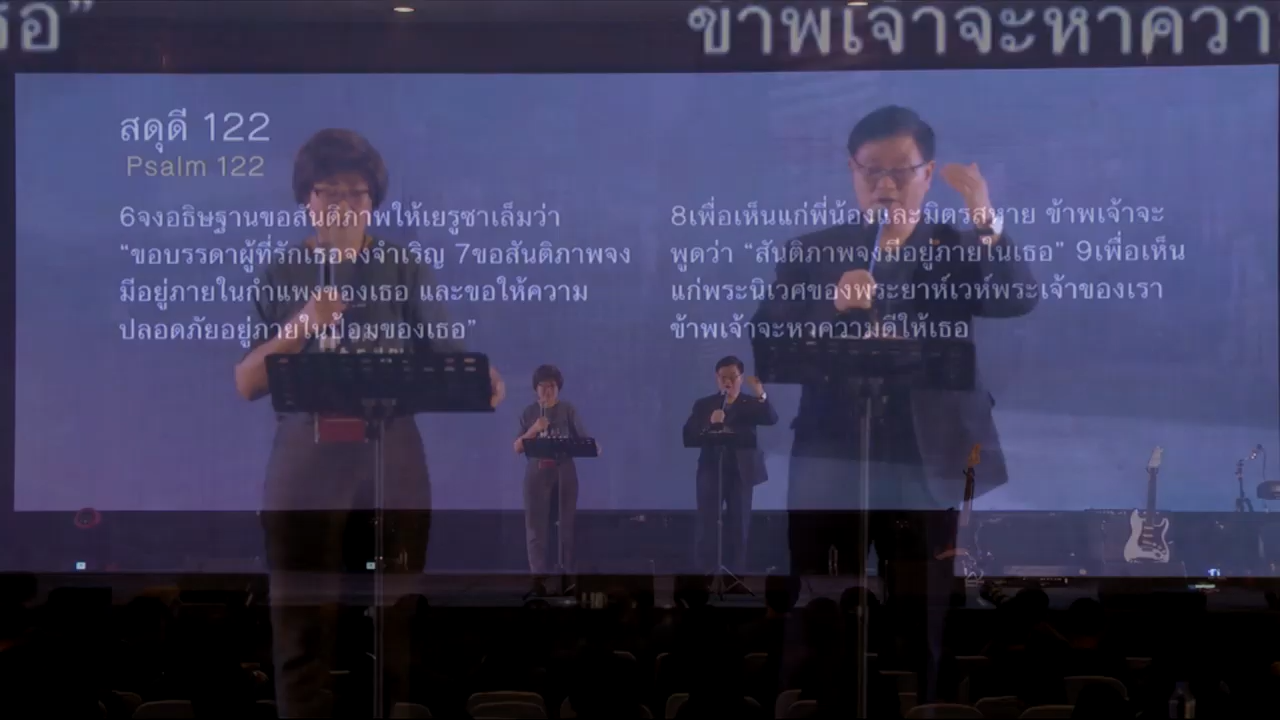 ธอ”
ข้าพเจ้าจะหาควา
สดุดี 122
Psalm 122
6จงอธิษฐานขอสันติภาพให้เยรูซาเล็มว่า
“ขอบรรดาผู้ที่รักเธอจงจำเริญ 7ขอสันติภาพจง
มีอยู่ภายในกำแพงของเธอ และขอให้ความ
ปลอดภัยอยู่ภายในป้อมของเธอ”
8เพื่อเห็นแก่พี่น้องและมิตรสหาย ข้าพเจ้าจะ
พูดว่า “สันติภาพจงมีอยู่ภายในเธอ” 9เพื่อเห็น
แก่พระนิเวศของพระยาห์เวห์พระเจ้าของเรา
ข้าพเจ้าจะหาความดีให้เธอ